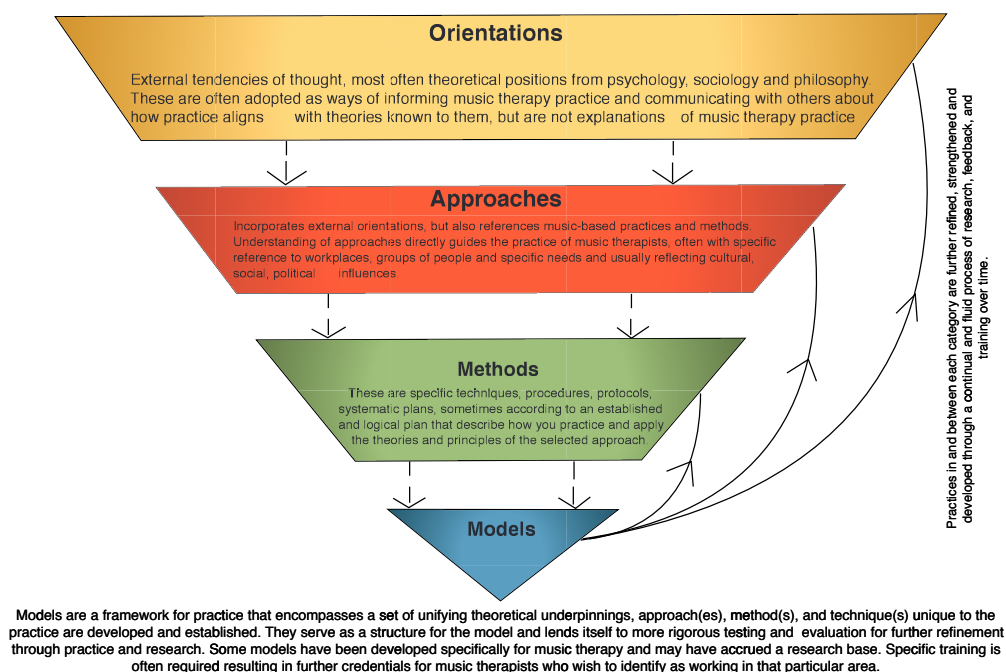 Orientations
External tendencies of thought, most often theoretical positions from psychology, sociology and philosophy.
These are often adopted as ways of informing music therapy practice and communicating with others about
how practice aligns with theories known to them, but are not explanations of music therapy practice
Approaches
Incorporates external orientations, but also references music-based practices and methods.
Understanding of approaches directly guides the practice of music therapists, often with specific
reference to workplaces, groups of people and specific needs and usually reflecting cultural,
social, political influences
Methods
These are specific techniques, procedures, protocols,
systematic plans, sometimes according to an established
and logical plan that describe how you practice and apply
the theories and principles of the selected approach
Models
Practices in and between each category are further refined, strengthened and
developed through a continual and fluid process of research, feedback, and
training over time.
Models are a framework for practice that encompasses a set of unifying theoretical underpinnings, approach(es), method(s), and technique(s) unique to the
practice are developed and established. They serve as a structure for the model and lends itself to more rigorous testing and evaluation for further refinement
through practice and research. Some models have been developed specifically for music therapy and may have accrued a research base. Specific training is
often required resulting in further credentials for music therapists who wish to identify as working in that particular area.